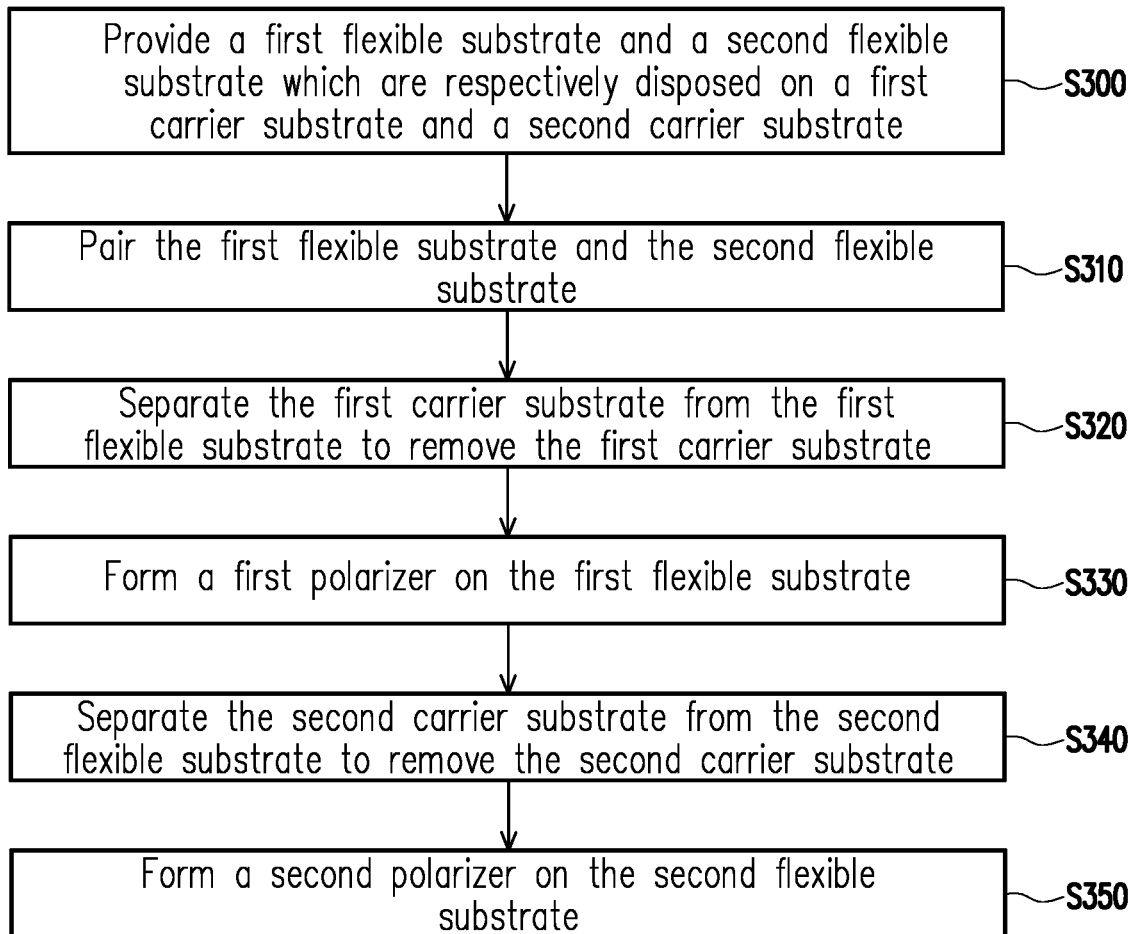 Provide a first flexible substrate and a second flexible
substrate which are respectively disposed on a first
carrier substrate and a second carrier substrate
S300
Pair the first flexible substrate and the second flexible
substrate
S310
Separate the first carrier substrate from the first
flexible substrate to remove the first carrier substrate
S320
Form a first polarizer on the first flexible substrate
S330
Separate the second carrier substrate from the second
flexible substrate to remove the second carrier substrate
S340
Form a second polarizer on the second flexible
substrate
S350